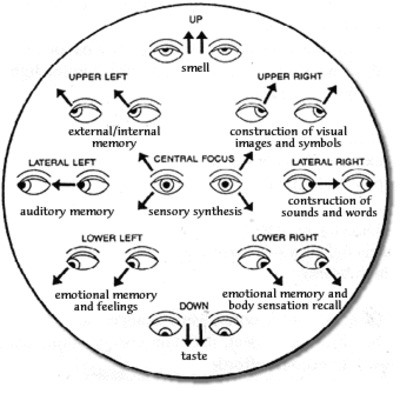 UP
smell
UPPER LEFT
UPPER RIGHT
external/internal
memory
construction of visual
images and symbols
LATERAL LEFT
CENTRAL FOCUS
LATERAL RIGHT
auditory memory
sensory synthesis
contsruction of
sounds and words
LOWER LEFT
LOWER RIGHT
emotional memory
and feelings
DOWN
emotional memory and
body sensation recall
taste